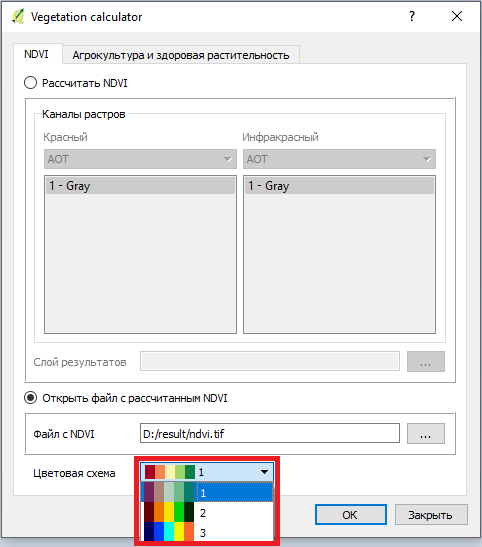 Vegetation calculator
NDVI
Агрокультура и здоровая растительность
Рассчитать NDVI
Каналы растров
Красный
Инфракрасный
AOT
AOT
1 - Gray
1 - Gray
Слой результатов
...
Открыть файл с рассчитанным NDVI
Файл с NDVI
D:/result/ndvi.tif
...
Цветовая схема
1
1
2
3
OK
Закрыть